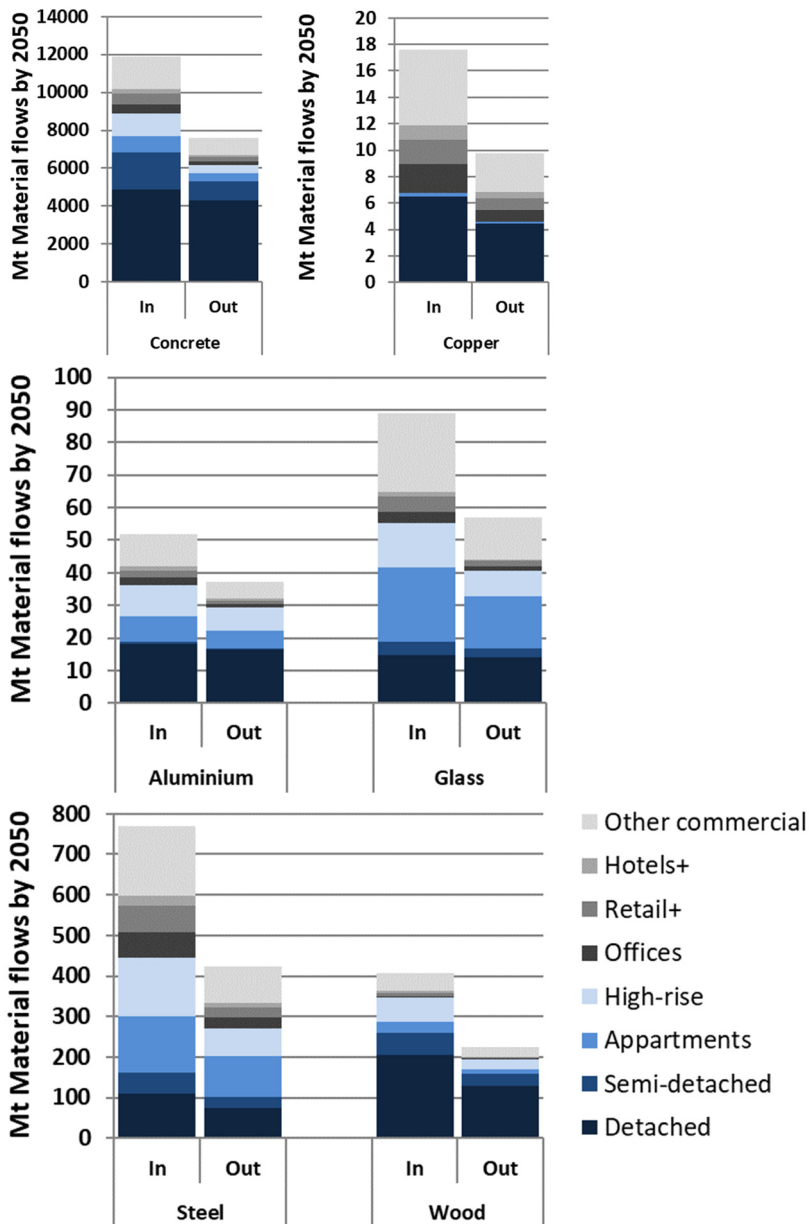 Mt Material flows by 2050
14000
12000
10000
8000
6000
4000
2000
0
In Out
Concrete
Mt Material flows by 2050
20
18
16
14
12
10
8
6
4
2
0
In Out
Copper
Mt Material flows by 2050
100
90
80
70
60
50
40
30
20
10
0
In Out In Out
Aluminium Glass
Mt Material flows by 2050
800
700
600
500
400
300
200
100
0
In Out In Out
Steel Wood
Other commercial
Hotels+
Retail+
Offices
High-rise
Appartments
Semi-detached
Detached